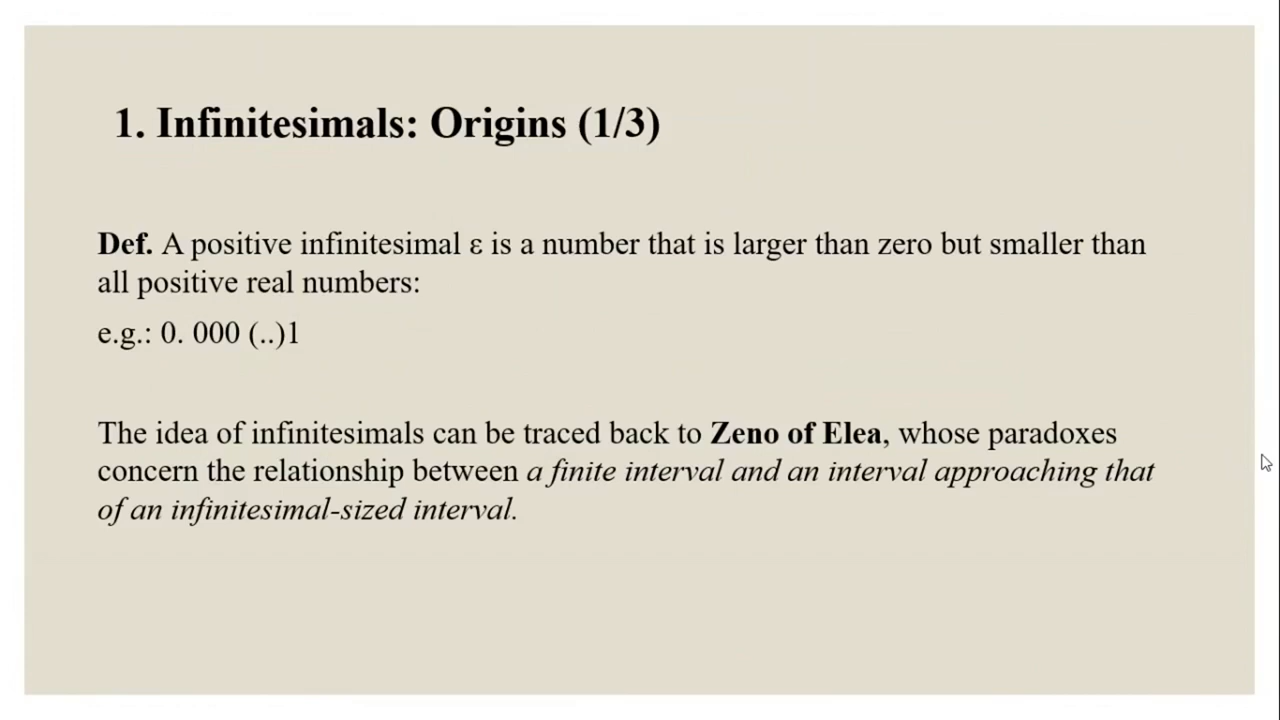 1. Infinitesimals: Origins (1/3)
Def. A positive infinitesimal ε is a number that is larger than zero but smaller than
all positive real numbers:
e.g.: 0. 000 (..)1
The idea of infinitesimals can be traced back to Zeno of Elea, whose paradoxes
concern the relationship between a finite interval and an interval approaching that
of an infinitesimal-sized interval.